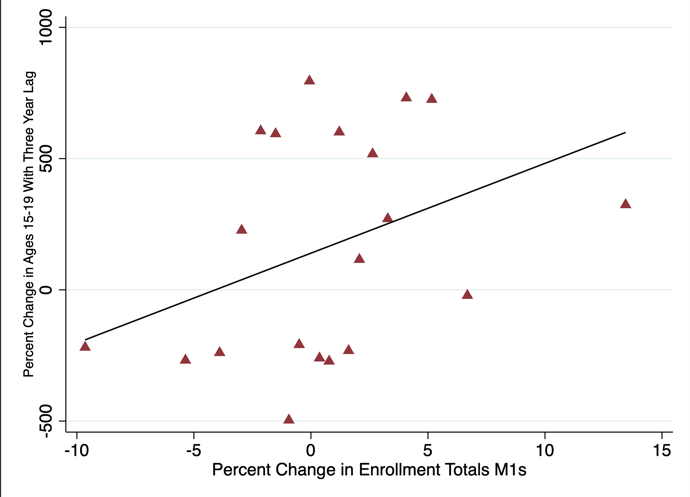 Percent Change in Ages 15-19 With Three Year Lag
1000
500
0
-500
-10 -5 0 5 10 15
Percent Change in Enrollment Totals M1s